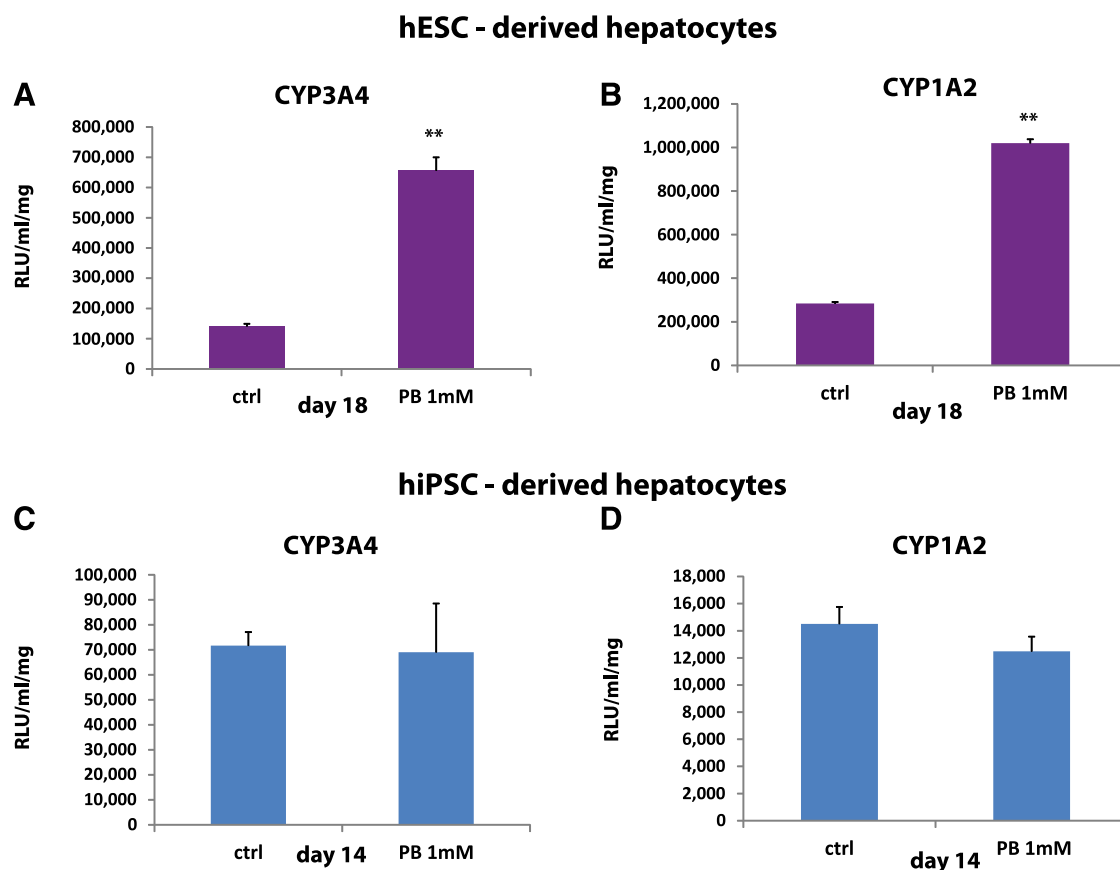 hESC - derived hepatocytes
A
CYP3A4
RLU/ml/mg
800,000
700,000
600,000
500,000
400,000
300,000
200,000
100,000
0
**
ctrl
day 18
PB 1mM
B
CYP1A2
RLU/ml/mg
1,200,000
1,000,000
800,000
600,000
400,000
200,000
0
**
ctrl
day 18
PB 1mM
hiPSC - derived hepatocytes
C
CYP3A4
RLU/ml/mg
100,000
90,000
80,000
70,000
60,000
50,000
40,000
30,000
20,000
10,000
0
ctrl
day 14
PB 1mM
D
CYP1A2
RLU/ml/mg
18,000
16,000
14,000
12,000
10,000
8,000
6,000
4,000
2,000
0
ctrl
day 14
PB 1mM